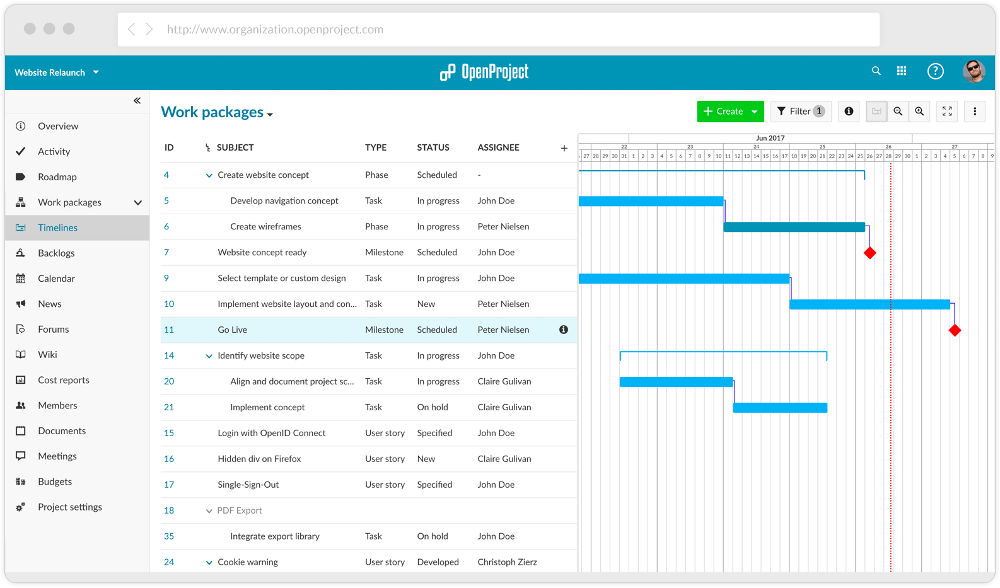 http://www.organization.openproject.com
Website Relaunch
OpenProject
?
Overview
Activity
Roadmap
Work packages
Timelines
Backlogs
Calendar
News
Forums
Wiki
Cost reports
Members
Documents
Meetings
Budgets
Project settings
Work packages
+ Create
Filter 1
ID SUBJECT TYPE STATUS ASSIGNEE +
4 Create website concept Phase Scheduled -
5 Develop navigation concept Task In progress John Doe
6 Create wireframes Phase In progress Peter Nielsen
7 Website concept ready Milestone Scheduled John Doe
9 Select template or custom design Task In progress John Doe
10 Implement website layout and con... Task New Peter Nielsen
11 Go Live Milestone Scheduled Peter Nielsen
14 Identify website scope Task In progress John Doe
20 Align and document project sc... Task In progress Claire Gulivan
21 Implement concept Task On hold Claire Gulivan
15 Login with OpenID Connect User story Specified John Doe
16 Hidden div on Firefox User story New Claire Gulivan
17 Single-Sign-Out User story Specified John Doe
18 PDF Export
35 Integrate export library Task On hold John Doe
24 Cookie warning User story Developed Christoph Zierz
Jun 2017
22 23 24 25 26 27
27 28 29 30 31 1 2 3 4 5 6 7 8 9 10 11 12 13 14 15 16 17 18 19 20 21 22 23 24 25 26 27 28 29 30 1 2 3 4 5 6 7 8 9